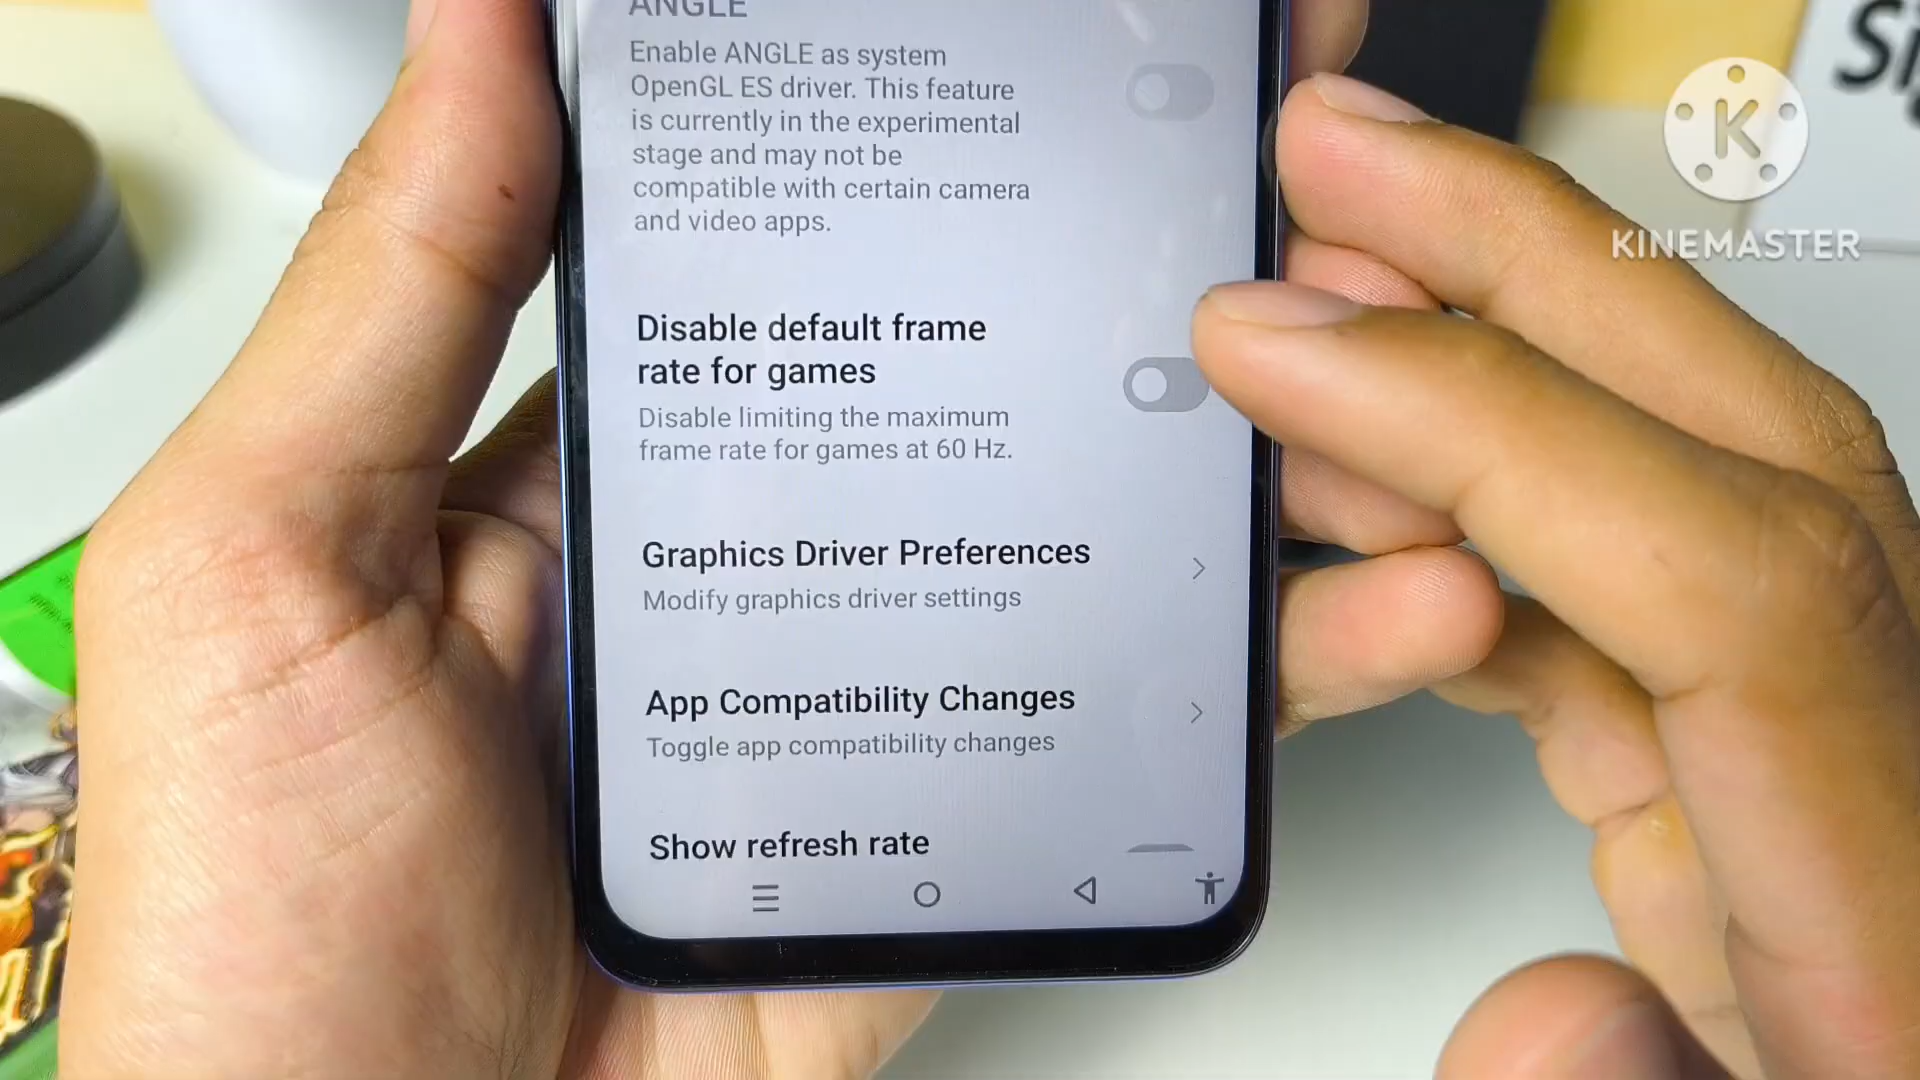 ANGLE
Enable ANGLE as system
OpenGL ES driver. This feature
is currently in the experimental
stage and may not be
compatible with certain camera
and video apps.
Disable default frame
rate for games
Disable limiting the maximum
frame rate for games at 60 Hz.
Graphics Driver Preferences
Modify graphics driver settings
App Compatibility Changes
Toggle app compatibility changes
Show refresh rate
K
KINEMASTER